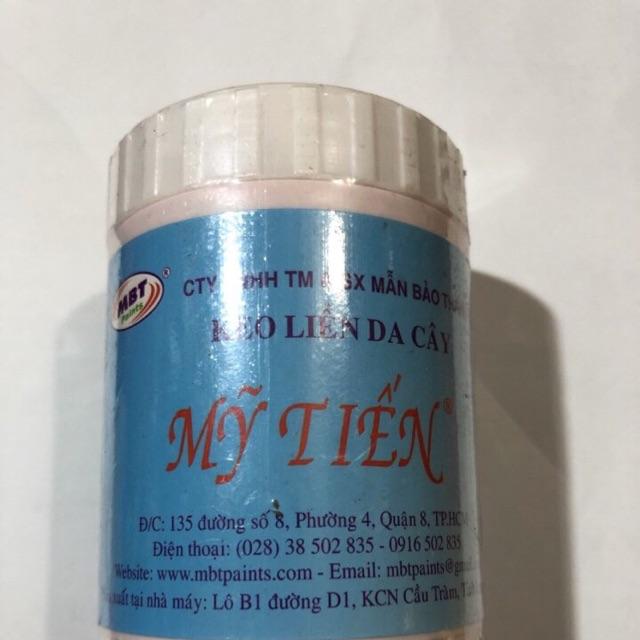 MBT
Paints
®
CTY TNHH TM & SX MẪN BẢO
KEO LIỀN DA CÂY
MỸ TIẾN®
Đ/C: 135 đường số 8, Phường 4, Quận 8, TP.HCM
Điện thoại: (028) 38 502 835 - 0916 502 835
Website: www.mbtpaints.com - Email: mbtpaints@gmail
xuất tại nhà máy: Lô B1 đường D1, KCN Cầu Tràm,